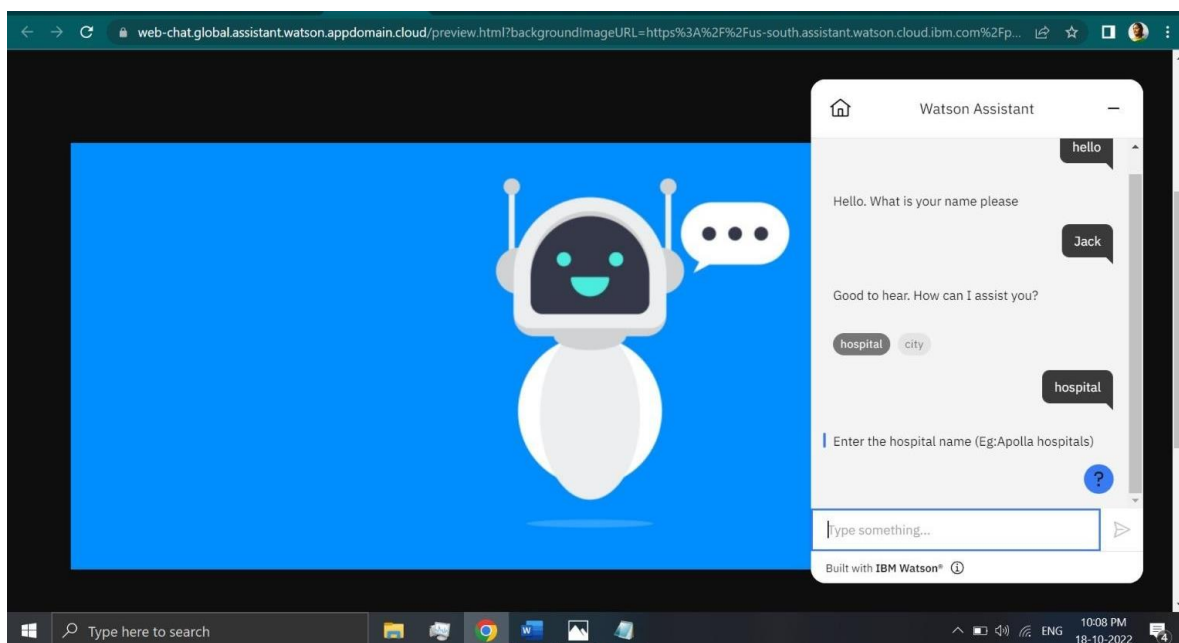 web-chat.global.assistant.watson.appdomain.cloud/preview.html?backgroundImageURL=https%3A%2F%2Fus-south.assistant.watson.cloud.ibm.com%2Fp...
Watson Assistant
hello
Hello. What is your name please
Jack
Good to hear. How can I assist you?
hospital city
hospital
Enter the hospital name (Eg:Apolla hospitals)
?
Type something...
Built with IBM Watson®
Type here to search
ENG
10:08 PM
18-10-2022
4